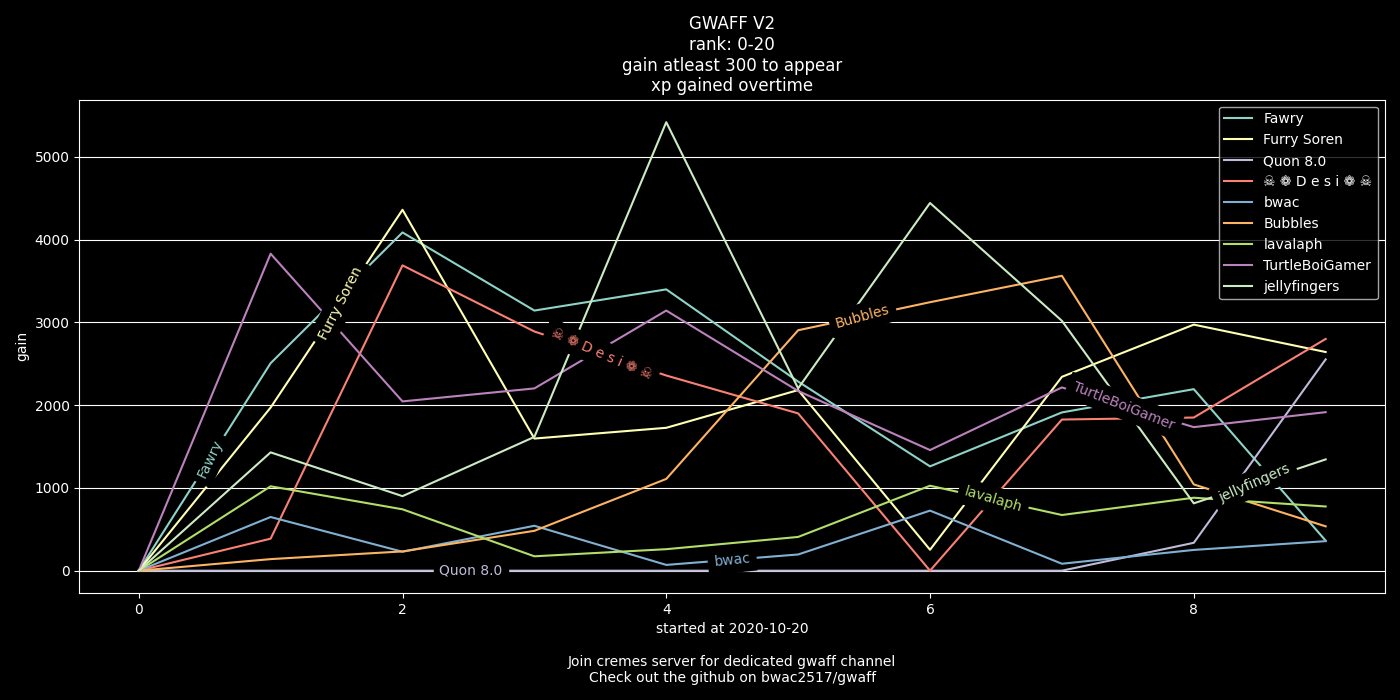 GWAFF V2
rank: 0-20
gain atleast 300 to appear
xp gained overtime
Fawry
Furry Soren
Quon 8.0
☠ ❁ D e s i ❁ ☠
bwac
Bubbles
lavalaph
TurtleBoiGamer
jellyfingers
5000
4000
3000
2000
1000
0
gain
Fawry
Furry Soren
Quon 8.0
☠ ❁ D e s i ❁ ☠
bwac
Bubbles
lavalaph
TurtleBoiGamer
jellyfingers
0 2 4 6 8
started at 2020-10-20
Join cremes server for dedicated gwaff channel
Check out the github on bwac2517/gwaff